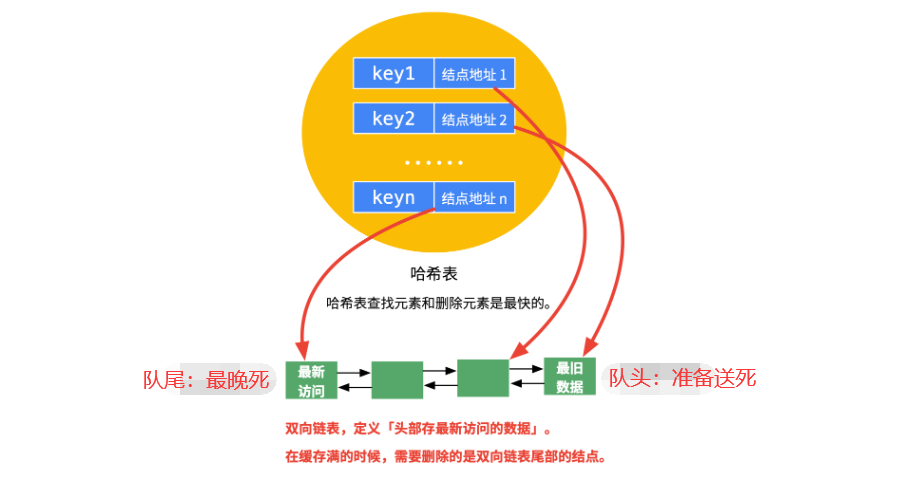 key1 结点地址 1
key2 结点地址 2
······
keyn 结点地址 n
哈希表
哈希表查找元素和删除元素是最快的。
队尾：最晚死
最新
访问
最旧
数据
队头：准备送死
双向链表，定义「头部存最新访问的数据」。
在缓存满的时候，需要删除的是双向链表尾部的结点。